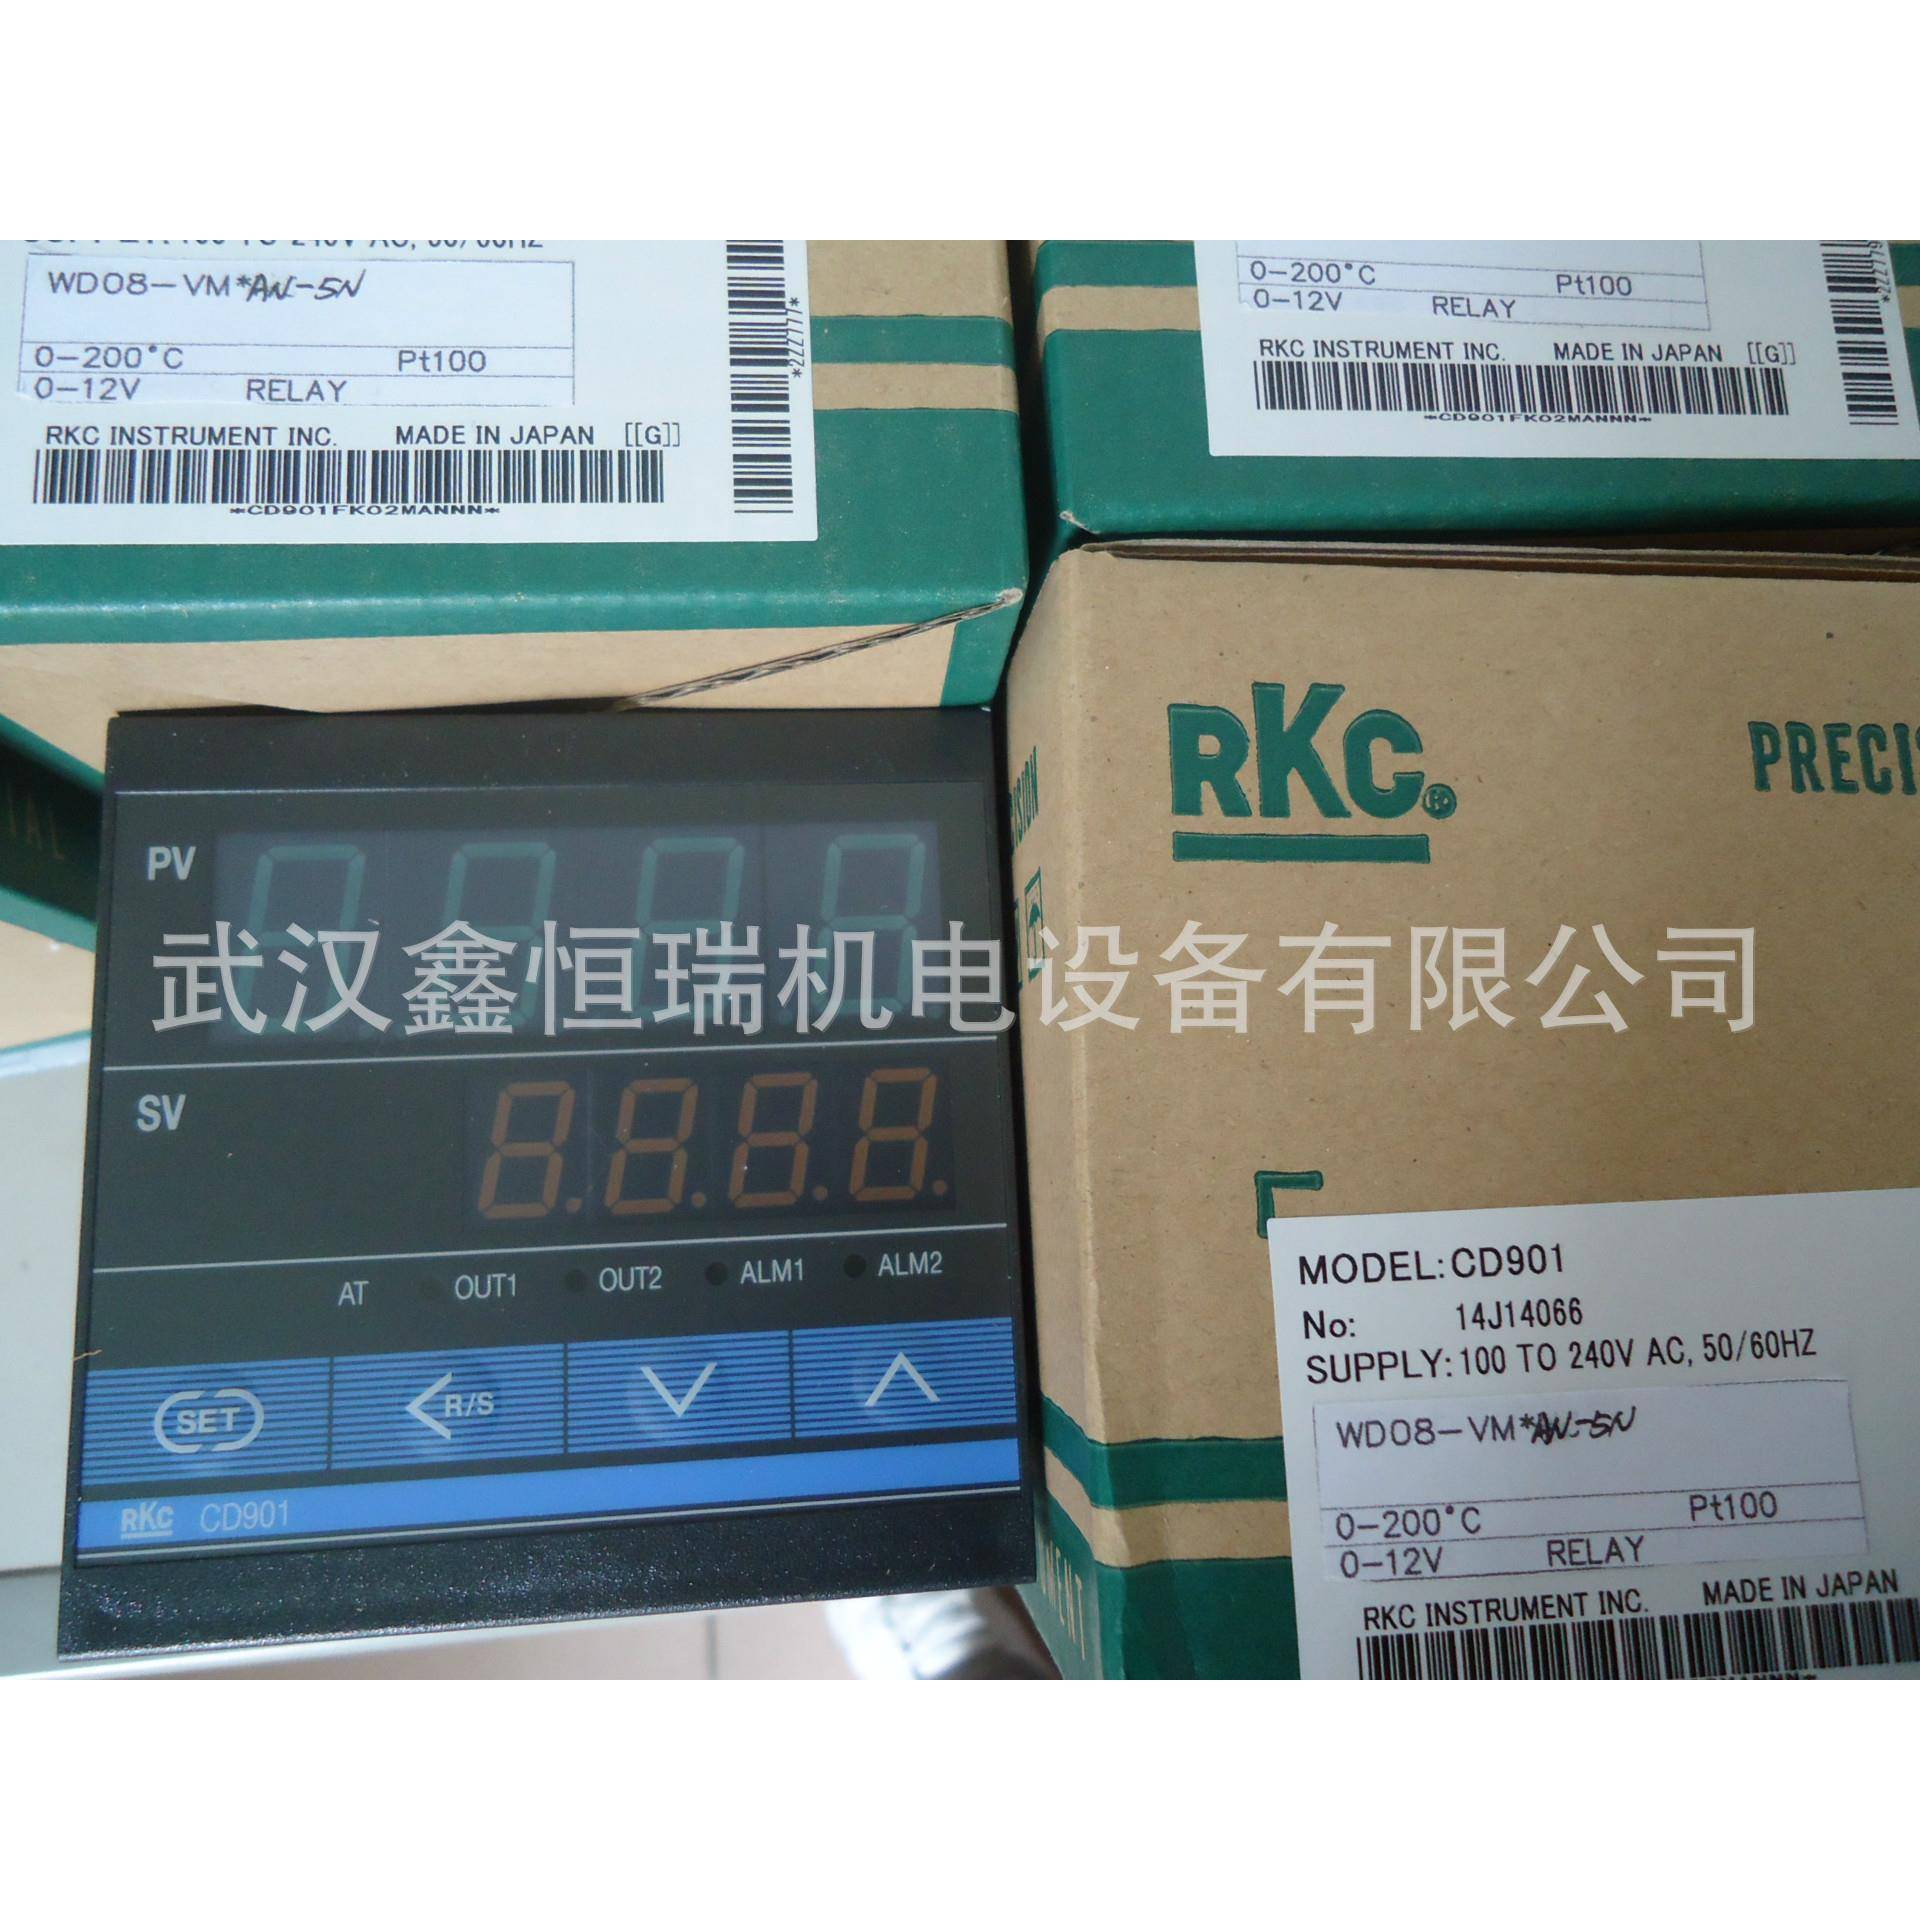 WD08-VM*AN-5N
0-200°C Pt100
0-12V RELAY
RKC INSTRUMENT INC. MADE IN JAPAN [[G]]
*CD901FK02MANNN*
*22277*
0-200°C Pt100
0-12V RELAY
RKC INSTRUMENT INC. MADE IN JAPAN [[G]]
*CD901FK02MANNN*
RKC®
PRECIS
武汉鑫恒瑞机电设备有限公司
PV
SV
8.8.8.8.
AT OUT1 OUT2 ALM1 ALM2
SET <R/S
RKC CD901
MODEL:CD901
No: 14J14066
SUPPLY:100 TO 240V AC, 50/60HZ
WD08-VM*AN-5N
0-200°C Pt100
0-12V RELAY
RKC INSTRUMENT INC. MADE IN JAPAN